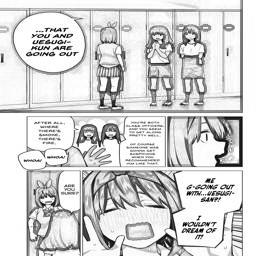 ...THAT
YOU AND
UESUGI-
KUN ARE
GOING OUT
YOU'RE BOTH
CLASS OFFICERS,
AND YOU SEEM
TO GET ALONG
PRETTY WELL.
OF COURSE
SOMEONE WAS
GONNA GET
SUSPICIOUS
WHEN YOU
RECOMMENDED
HIM LIKE THAT.
AFTER ALL,
WHERE
THERE'S
SMOKE,
THERE'S
FIRE.
WHOA!
WHOA!
ME
G-GOING OUT
WITH...UESUGI-
SAN?!
I
WOULDN'T
DREAM OF
IT!
ARE
YOU
SURE?